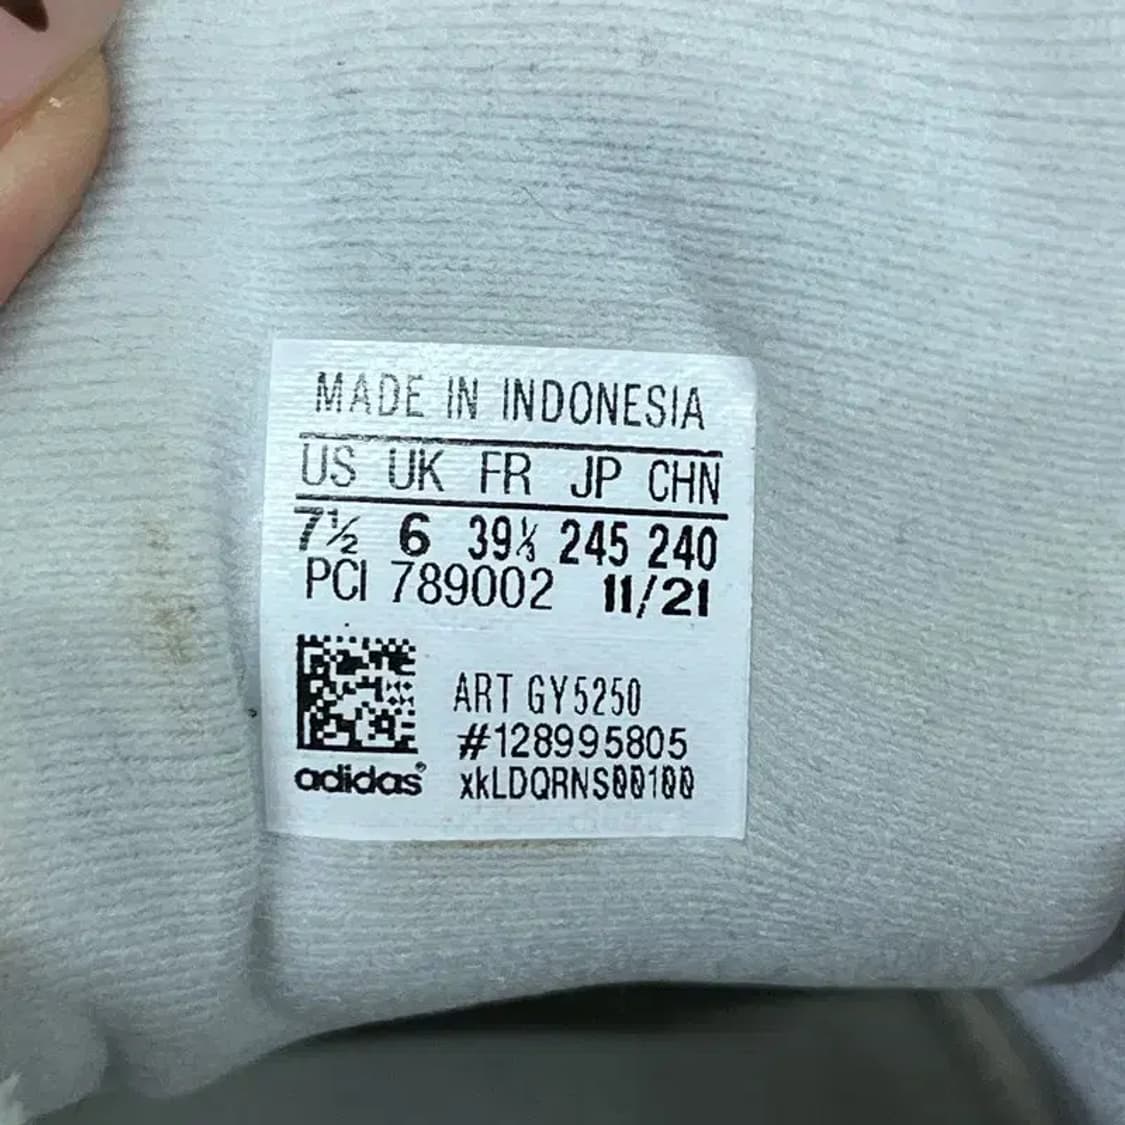 MADE IN INDONESIA
US UK FR JP CHN
7½ 6 39⅓ 245 240
PCI 789002 11/21
ART GY5250
#128995805
adidas® xkLDQRNS00100